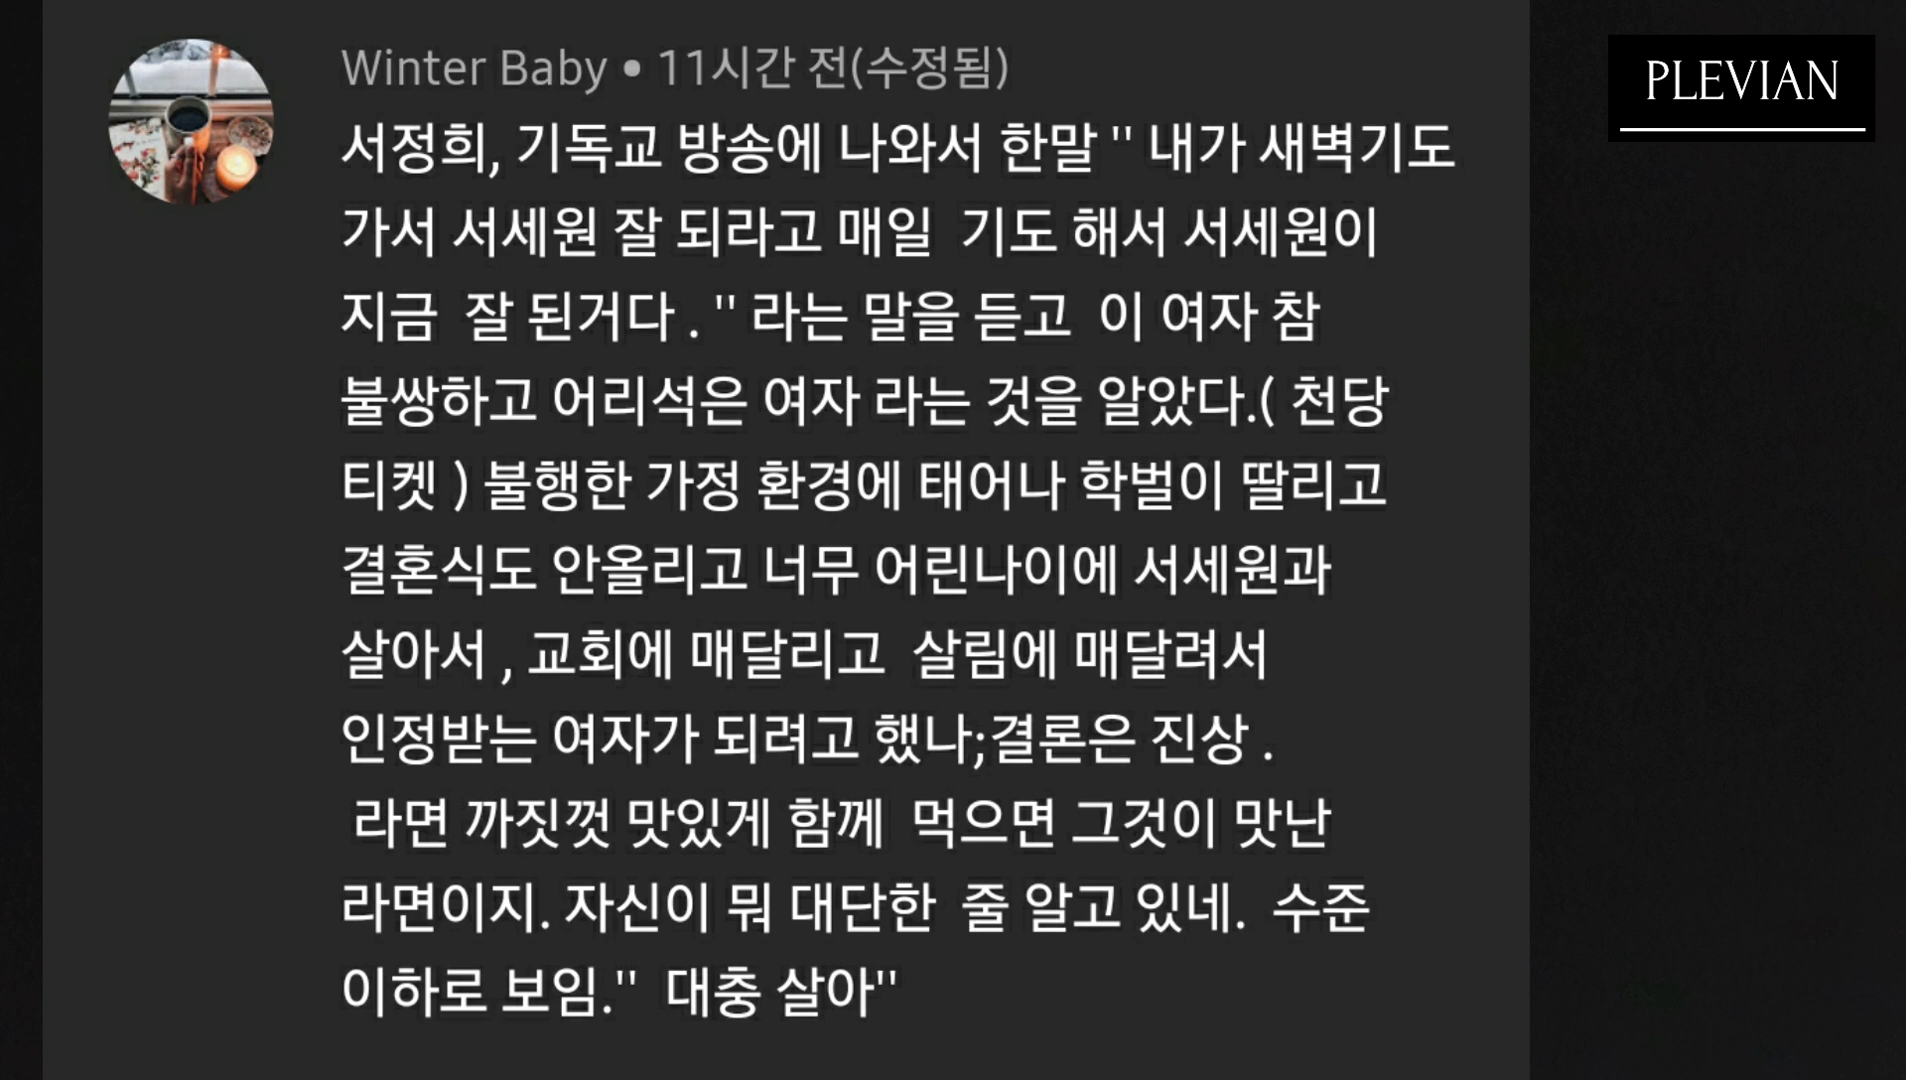 Winter Baby • 11시간 전(수정됨)
서정희, 기독교 방송에 나와서 한말 " 내가 새벽기도
가서 서세원 잘 되라고 매일  기도 해서 서세원이
지금  잘 된거다 . " 라는 말을 듣고  이 여자 참
불쌍하고 어리석은 여자 라는 것을 알았다.( 천당
티켓 ) 불행한 가정 환경에 태어나 학벌이 딸리고
결혼식도 안올리고 너무 어린나이에 서세원과
살아서 , 교회에 매달리고  살림에 매달려서
인정받는 여자가 되려고 했나;결론은 진상 .
라면 까짓껏 맛있게 함께  먹으면 그것이 맛난
라면이지. 자신이 뭐 대단한  줄 알고 있네.  수준
이하로 보임."  대충 살아"
PLEVIAN